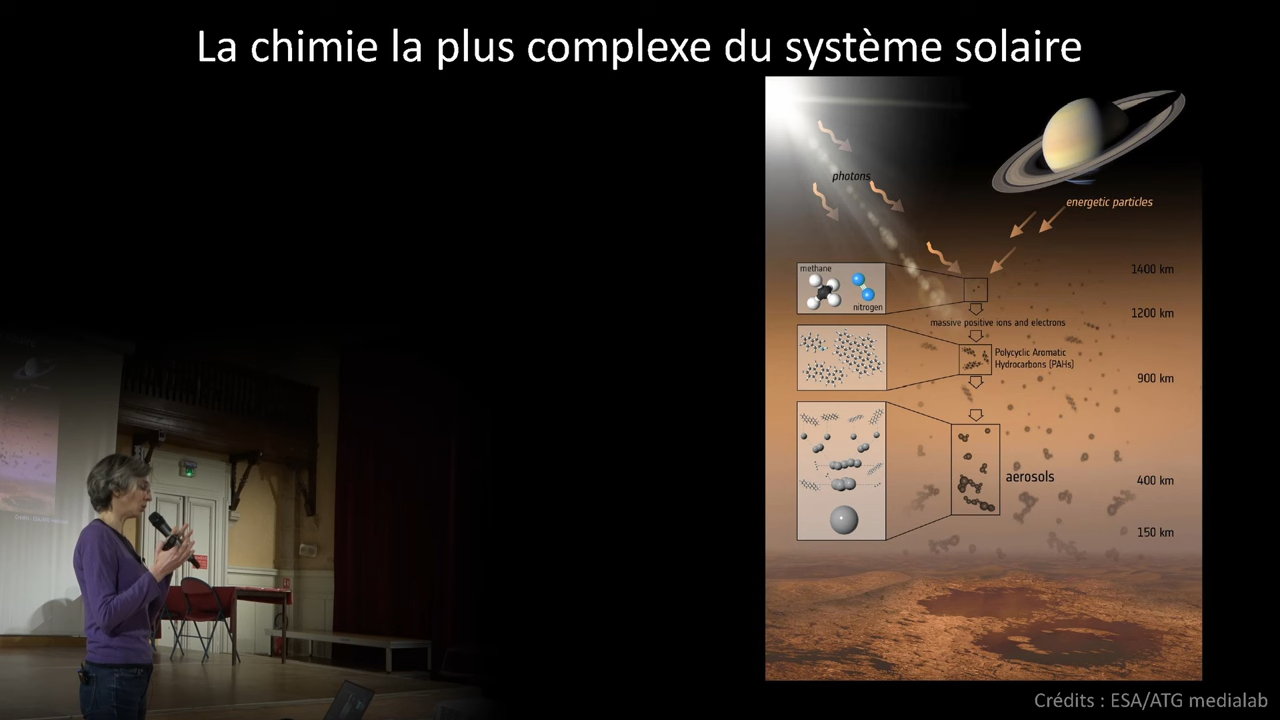 La chimie la plus complexe du système solaire
photons
energetic particles
methane
nitrogen
1400 km
1200 km
massive positive ions and electrons
Polycyclic Aromatic
Hydrocarbons (PAHs)
900 km
aerosols
400 km
150 km
Crédits : ESA/ATG medialab